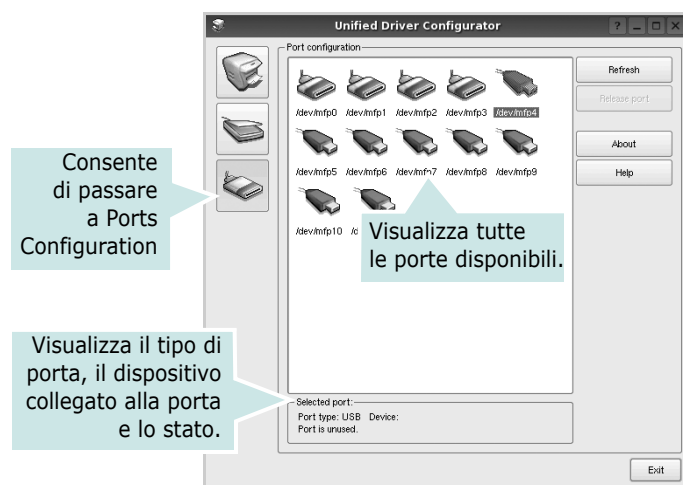 Unified Driver Configurator
Port configuration
/dev/mfp0 /dev/mfp1 /dev/mfp2 /dev/mfp3 /dev/mfp4
/dev/mfp5 /dev/mfp6 /dev/mfp7 /dev/mfp8 /dev/mfp9
/dev/mfp10
Refresh
Release port
About
Help
Consente
di passare
a Ports
Configuration
Visualizza tutte
le porte disponibili.
Visualizza il tipo di
porta, il dispositivo
collegato alla porta
e lo stato.
Selected port:
Port type: USB Device:
Port is unused.
Exit